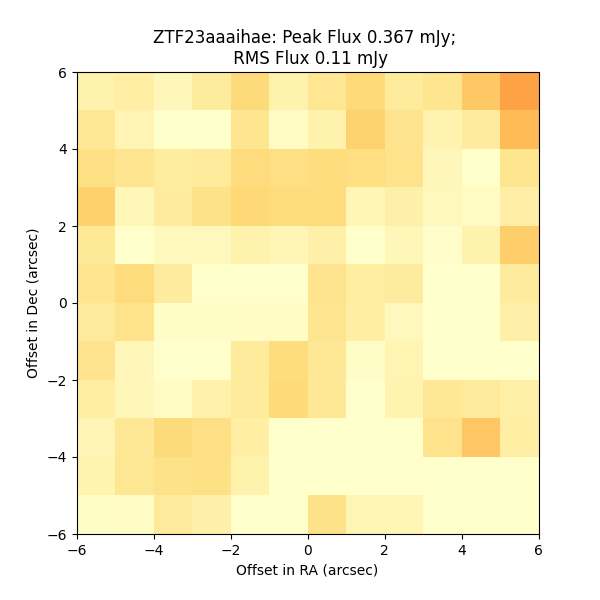 ZTF23aaaihae: Peak Flux 0.367 mJy;
RMS Flux 0.11 mJy
6
4
2
0
−2
−4
−6
Offset in Dec (arcsec)
−6 −4 −2 0 2 4 6
Offset in RA (arcsec)